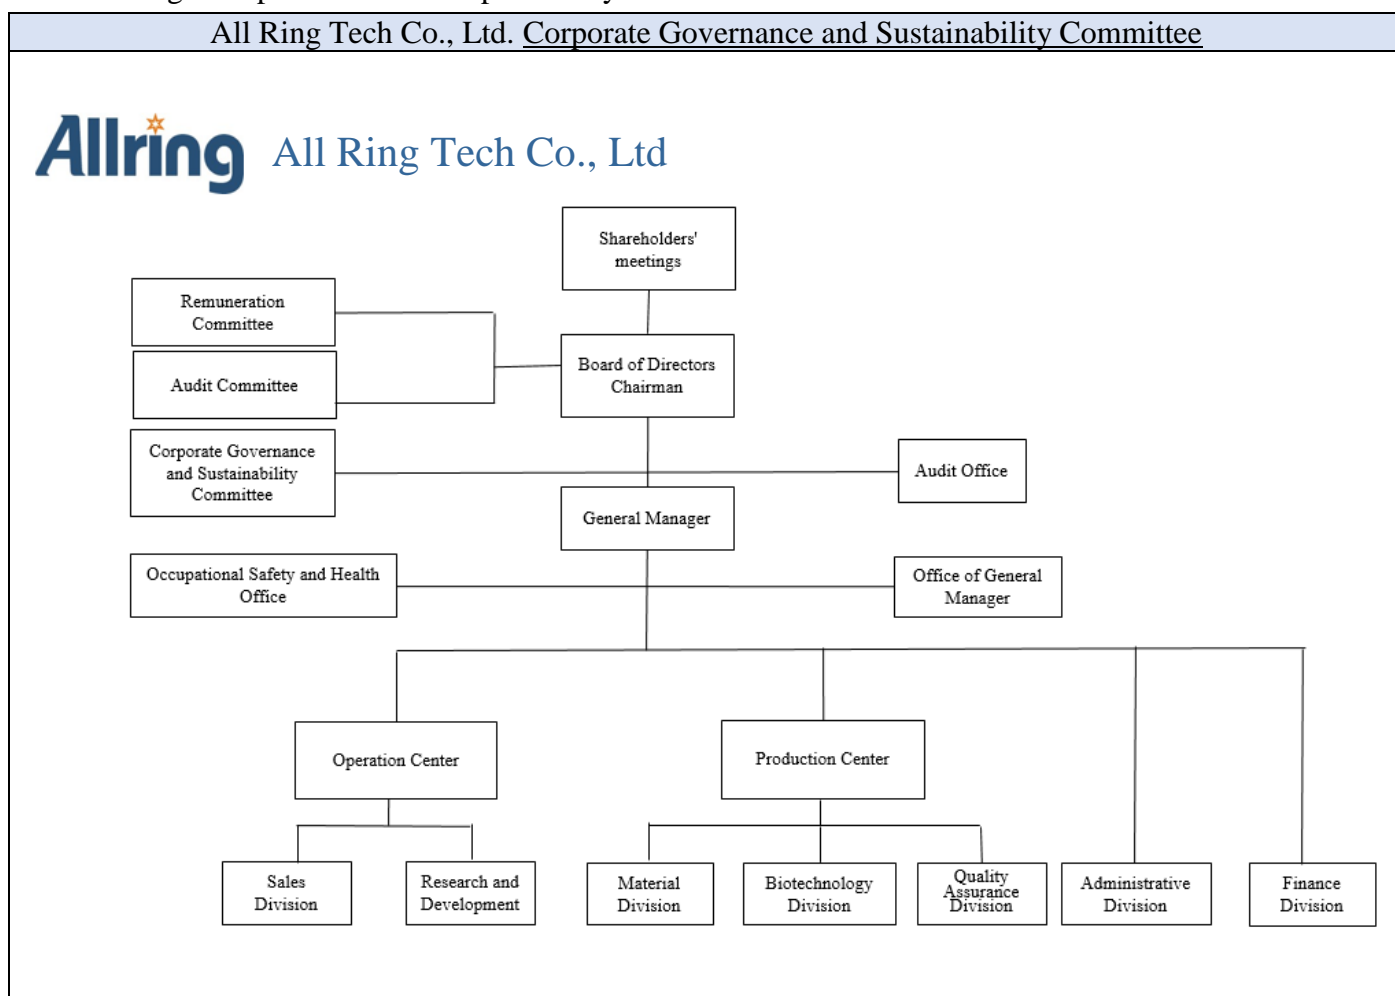 All Ring Tech Co., Ltd. Corporate Governance and Sustainability Committee
Allring
All Ring Tech Co., Ltd
Shareholders'
meetings
Remuneration
Committee
Board of Directors
Chairman
Audit Committee
Corporate Governance
and Sustainability
Committee
Audit Office
General Manager
Occupational Safety and Health
Office
Office of General
Manager
Operation Center
Production Center
Sales
Division
Research and
Development
Material
Division
Biotechnology
Division
Quality
Assurance
Division
Administrative
Division
Finance
Division